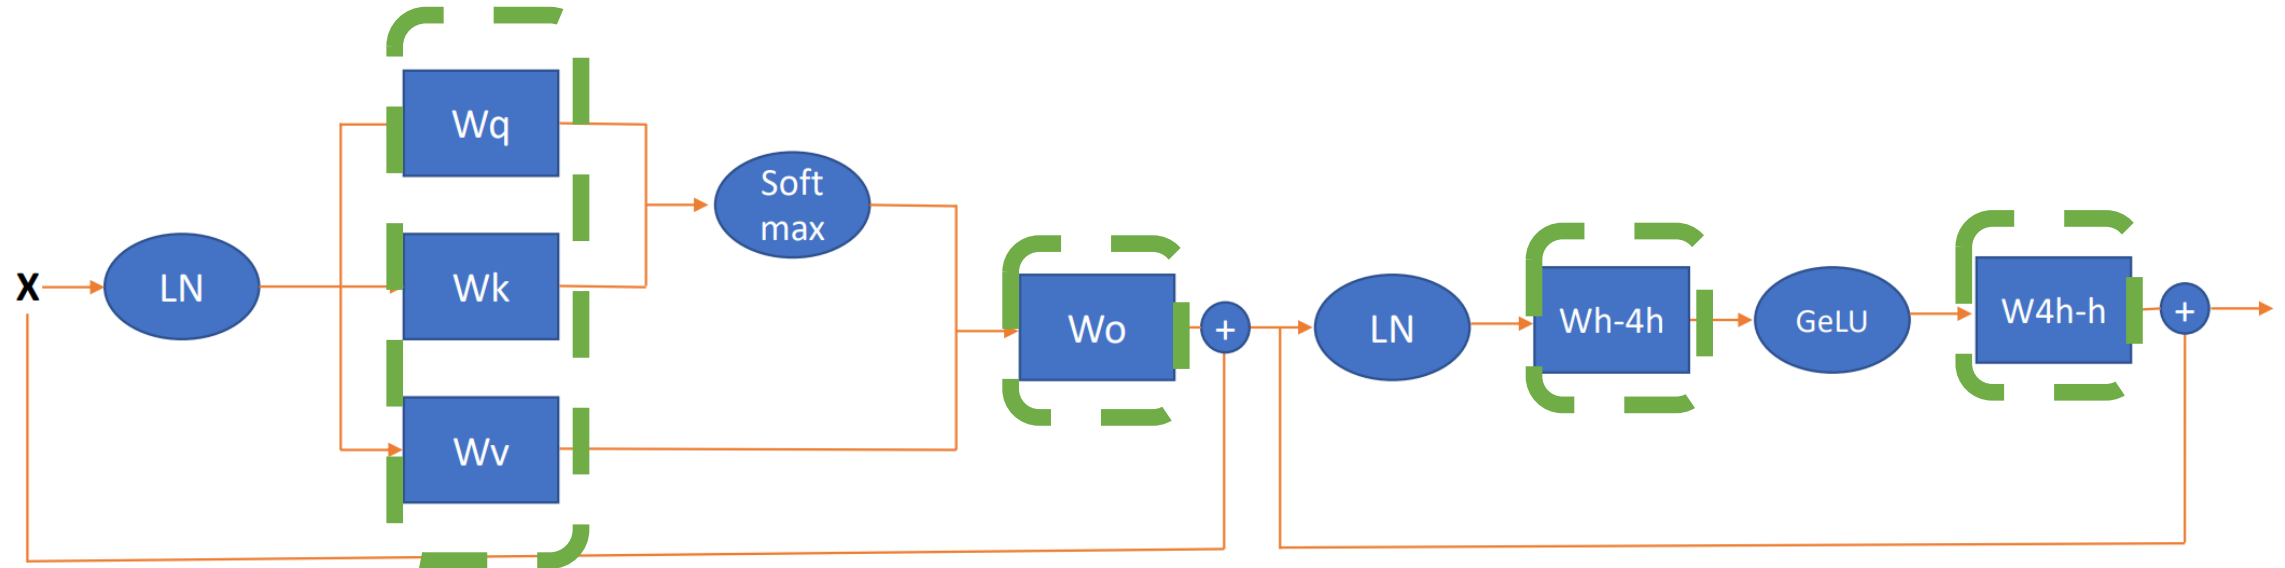 X
LN
Wq
Wk
Wv
Soft
max
Wo
+
LN
Wh-4h
GeLU
W4h-h
+